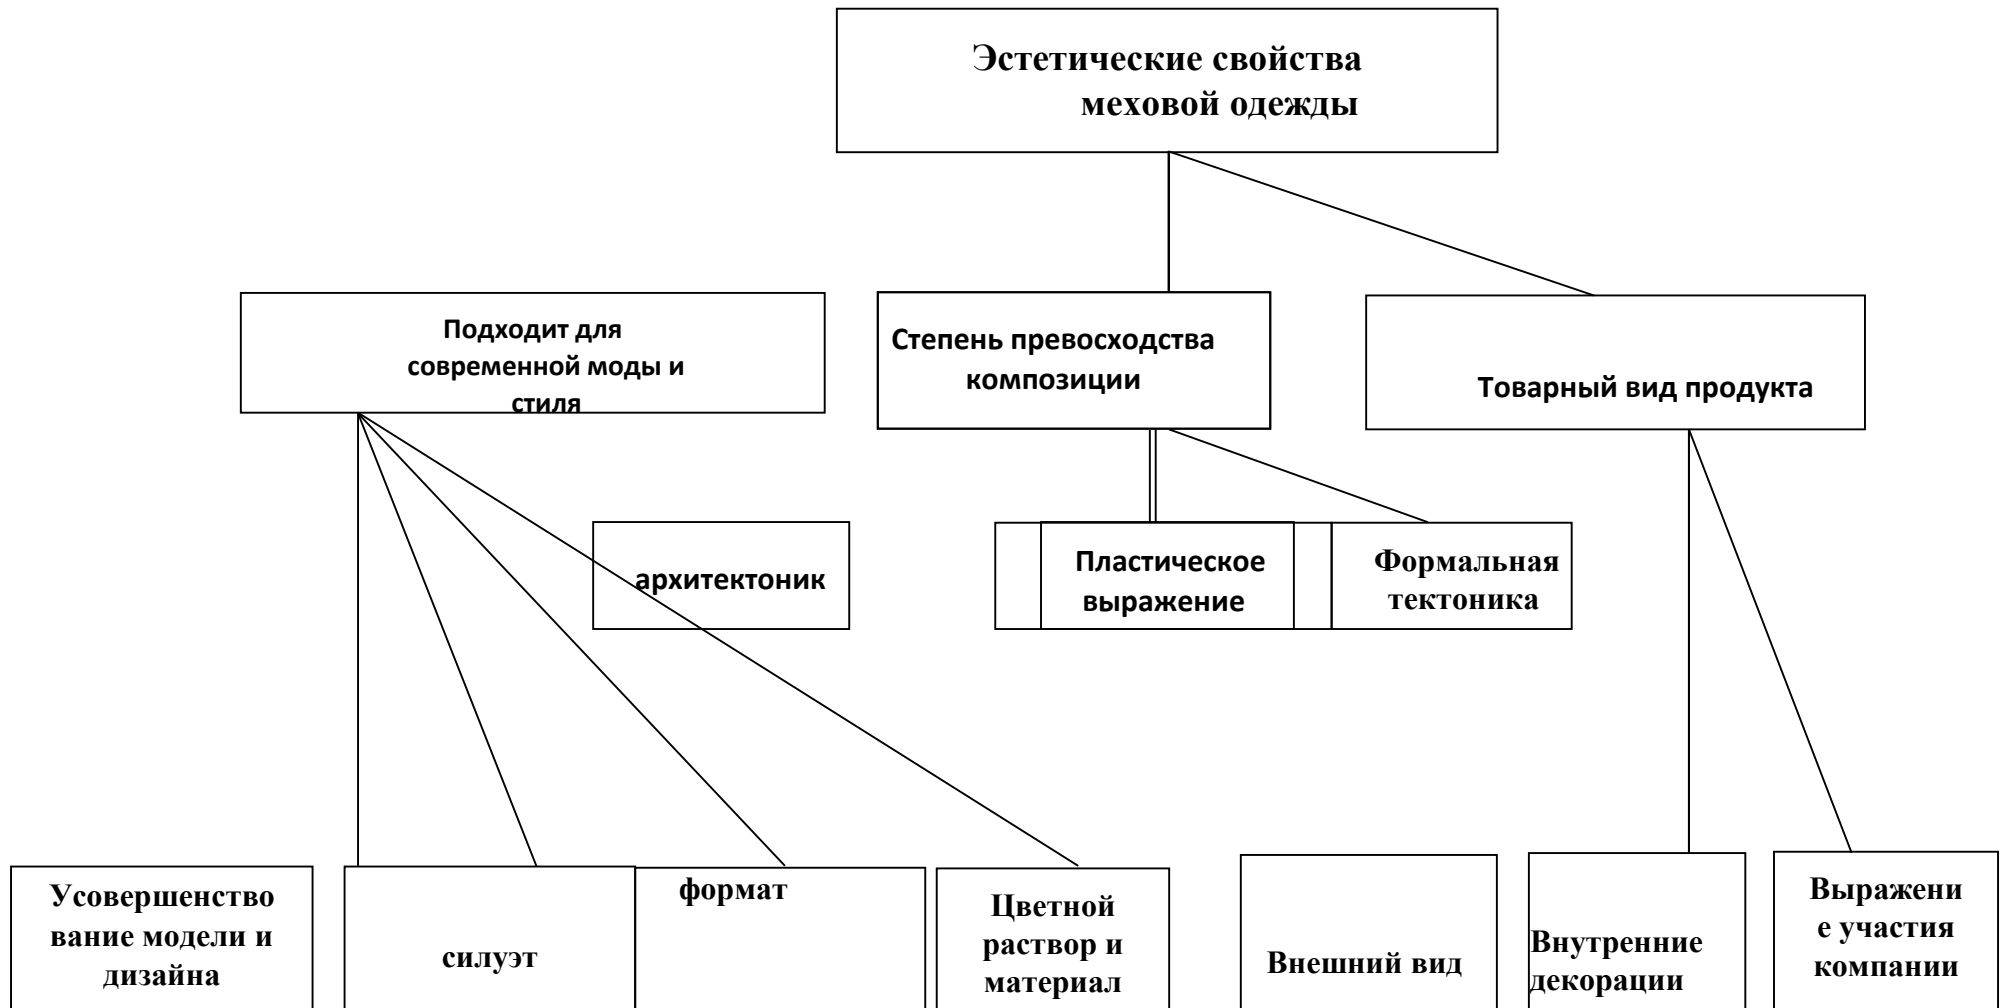 Эстетические свойства
меховой одежды
Подходит для
современной моды и
стиля
Степень превосходства
композиции
Товарный вид продукта
архитектоник
Пластическое
выражение
Формальная
тектоника
Усовершенство
вание модели и
дизайна
силуэт
формат
Цветной
раствор и
материал
Внешний вид
Внутренние
декорации
Выражени
е участия
компании